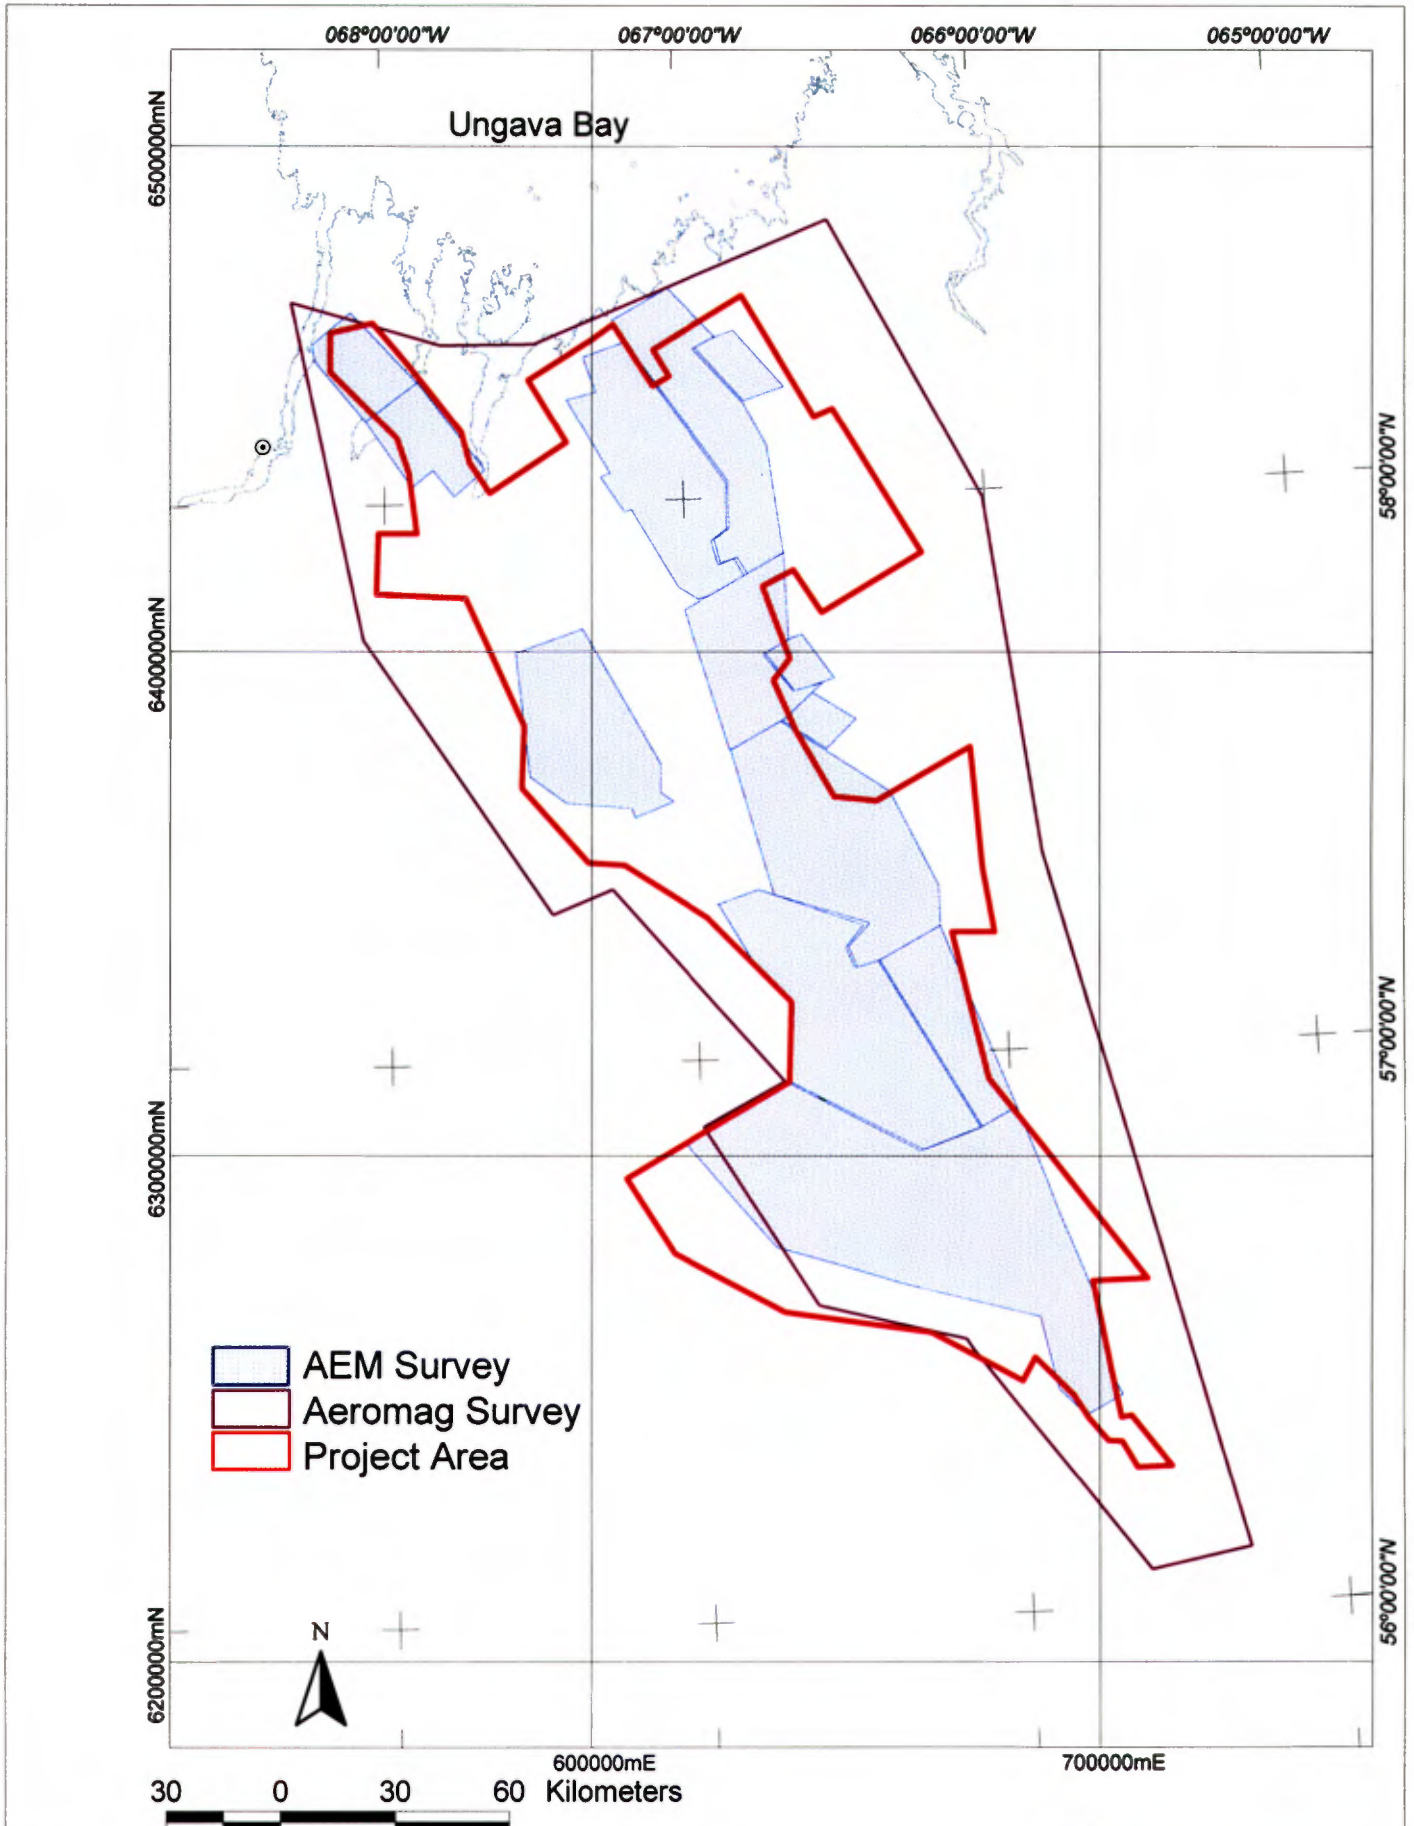 068°00'00"W 067°00'00"W 066°00'00"W 065°00'00"W
Ungava Bay
6500000mN
58°00'00"N
6400000mN
57°00'00"N
6300000mN
AEM Survey
Aeromag Survey
Project Area
56°00'00"N
6200000mN
N
600000mE 700000mE
30 0 30 60 Kilometers